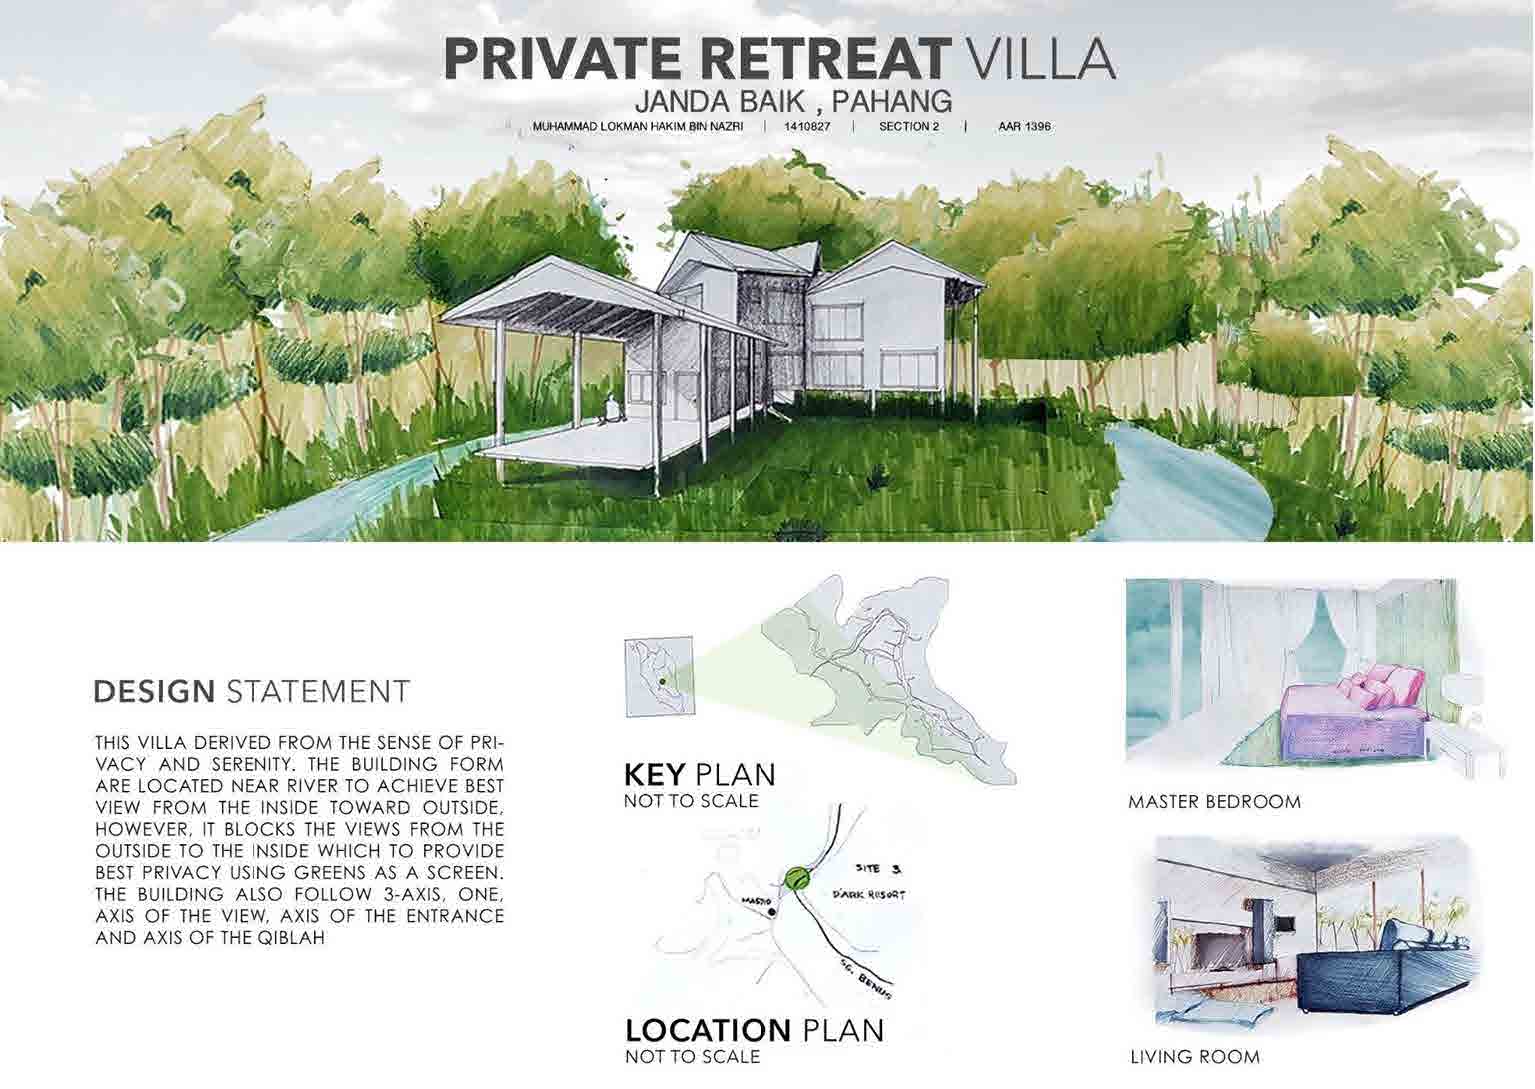 PRIVATE RETREAT VILLA
JANDA BAIK , PAHANG
MUHAMMAD LOKMAN HAKIM BIN NAZRI | 1410827 | SECTION 2 | AAR 1396
DESIGN STATEMENT
THIS VILLA DERIVED FROM THE SENSE OF PRI-
VACY AND SERENITY. THE BUILDING FORM
ARE LOCATED NEAR RIVER TO ACHIEVE BEST
VIEW FROM THE INSIDE TOWARD OUTSIDE,
HOWEVER, IT BLOCKS THE VIEWS FROM THE
OUTSIDE TO THE INSIDE WHICH TO PROVIDE
BEST PRIVACY USING GREENS AS A SCREEN.
THE BUILDING ALSO FOLLOW 3-AXIS, ONE,
AXIS OF THE VIEW, AXIS OF THE ENTRANCE
AND AXIS OF THE QIBLAH
KEY PLAN
NOT TO SCALE
SITE 3
D'ARK RESORT
MASJID
SG. BENUS
LOCATION PLAN
NOT TO SCALE
MASTER BEDROOM
LIVING ROOM